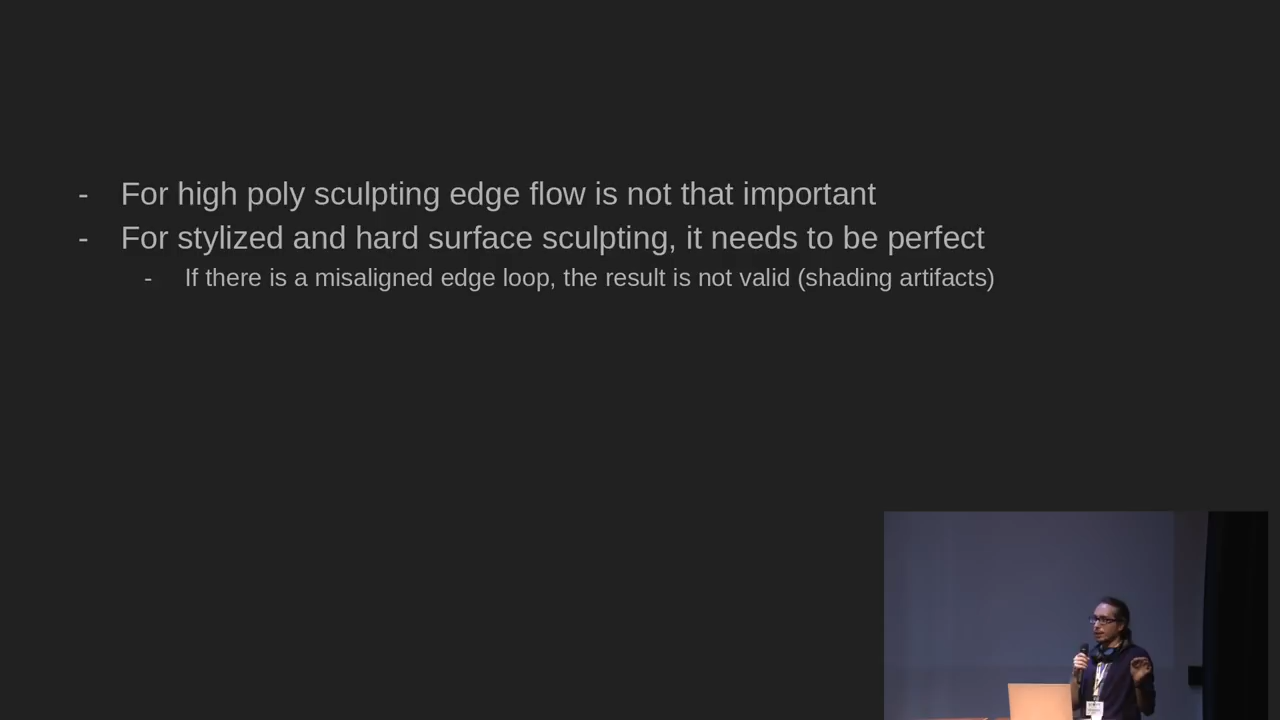 - For high poly sculpting edge flow is not that important
- For stylized and hard surface sculpting, it needs to be perfect
- If there is a misaligned edge loop, the result is not valid (shading artifacts)